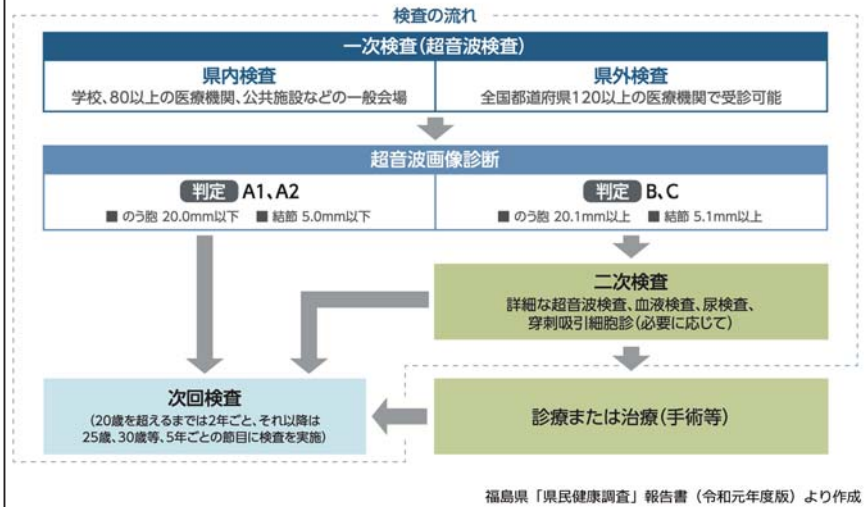 検査の流れ
一次検査(超音波検査)
県内検査
学校、80以上の医療機関、公共施設などの一般会場
県外検査
全国都道府県120以上の医療機関で受診可能
超音波画像診断
判定 A1、A2
■ のう胞 20.0mm以下 ■ 結節 5.0mm以下
判定 B、C
■ のう胞 20.1mm以上 ■ 結節 5.1mm以上
二次検査
詳細な超音波検査、血液検査、尿検査、
穿刺吸引細胞診(必要に応じて)
次回検査
(20歳を超えるまでは2年ごと、それ以降は
25歳、30歳等、5年ごとの節目に検査を実施)
診療または治療(手術等)
福島県「県民健康調査」報告書(令和元年度版)より作成